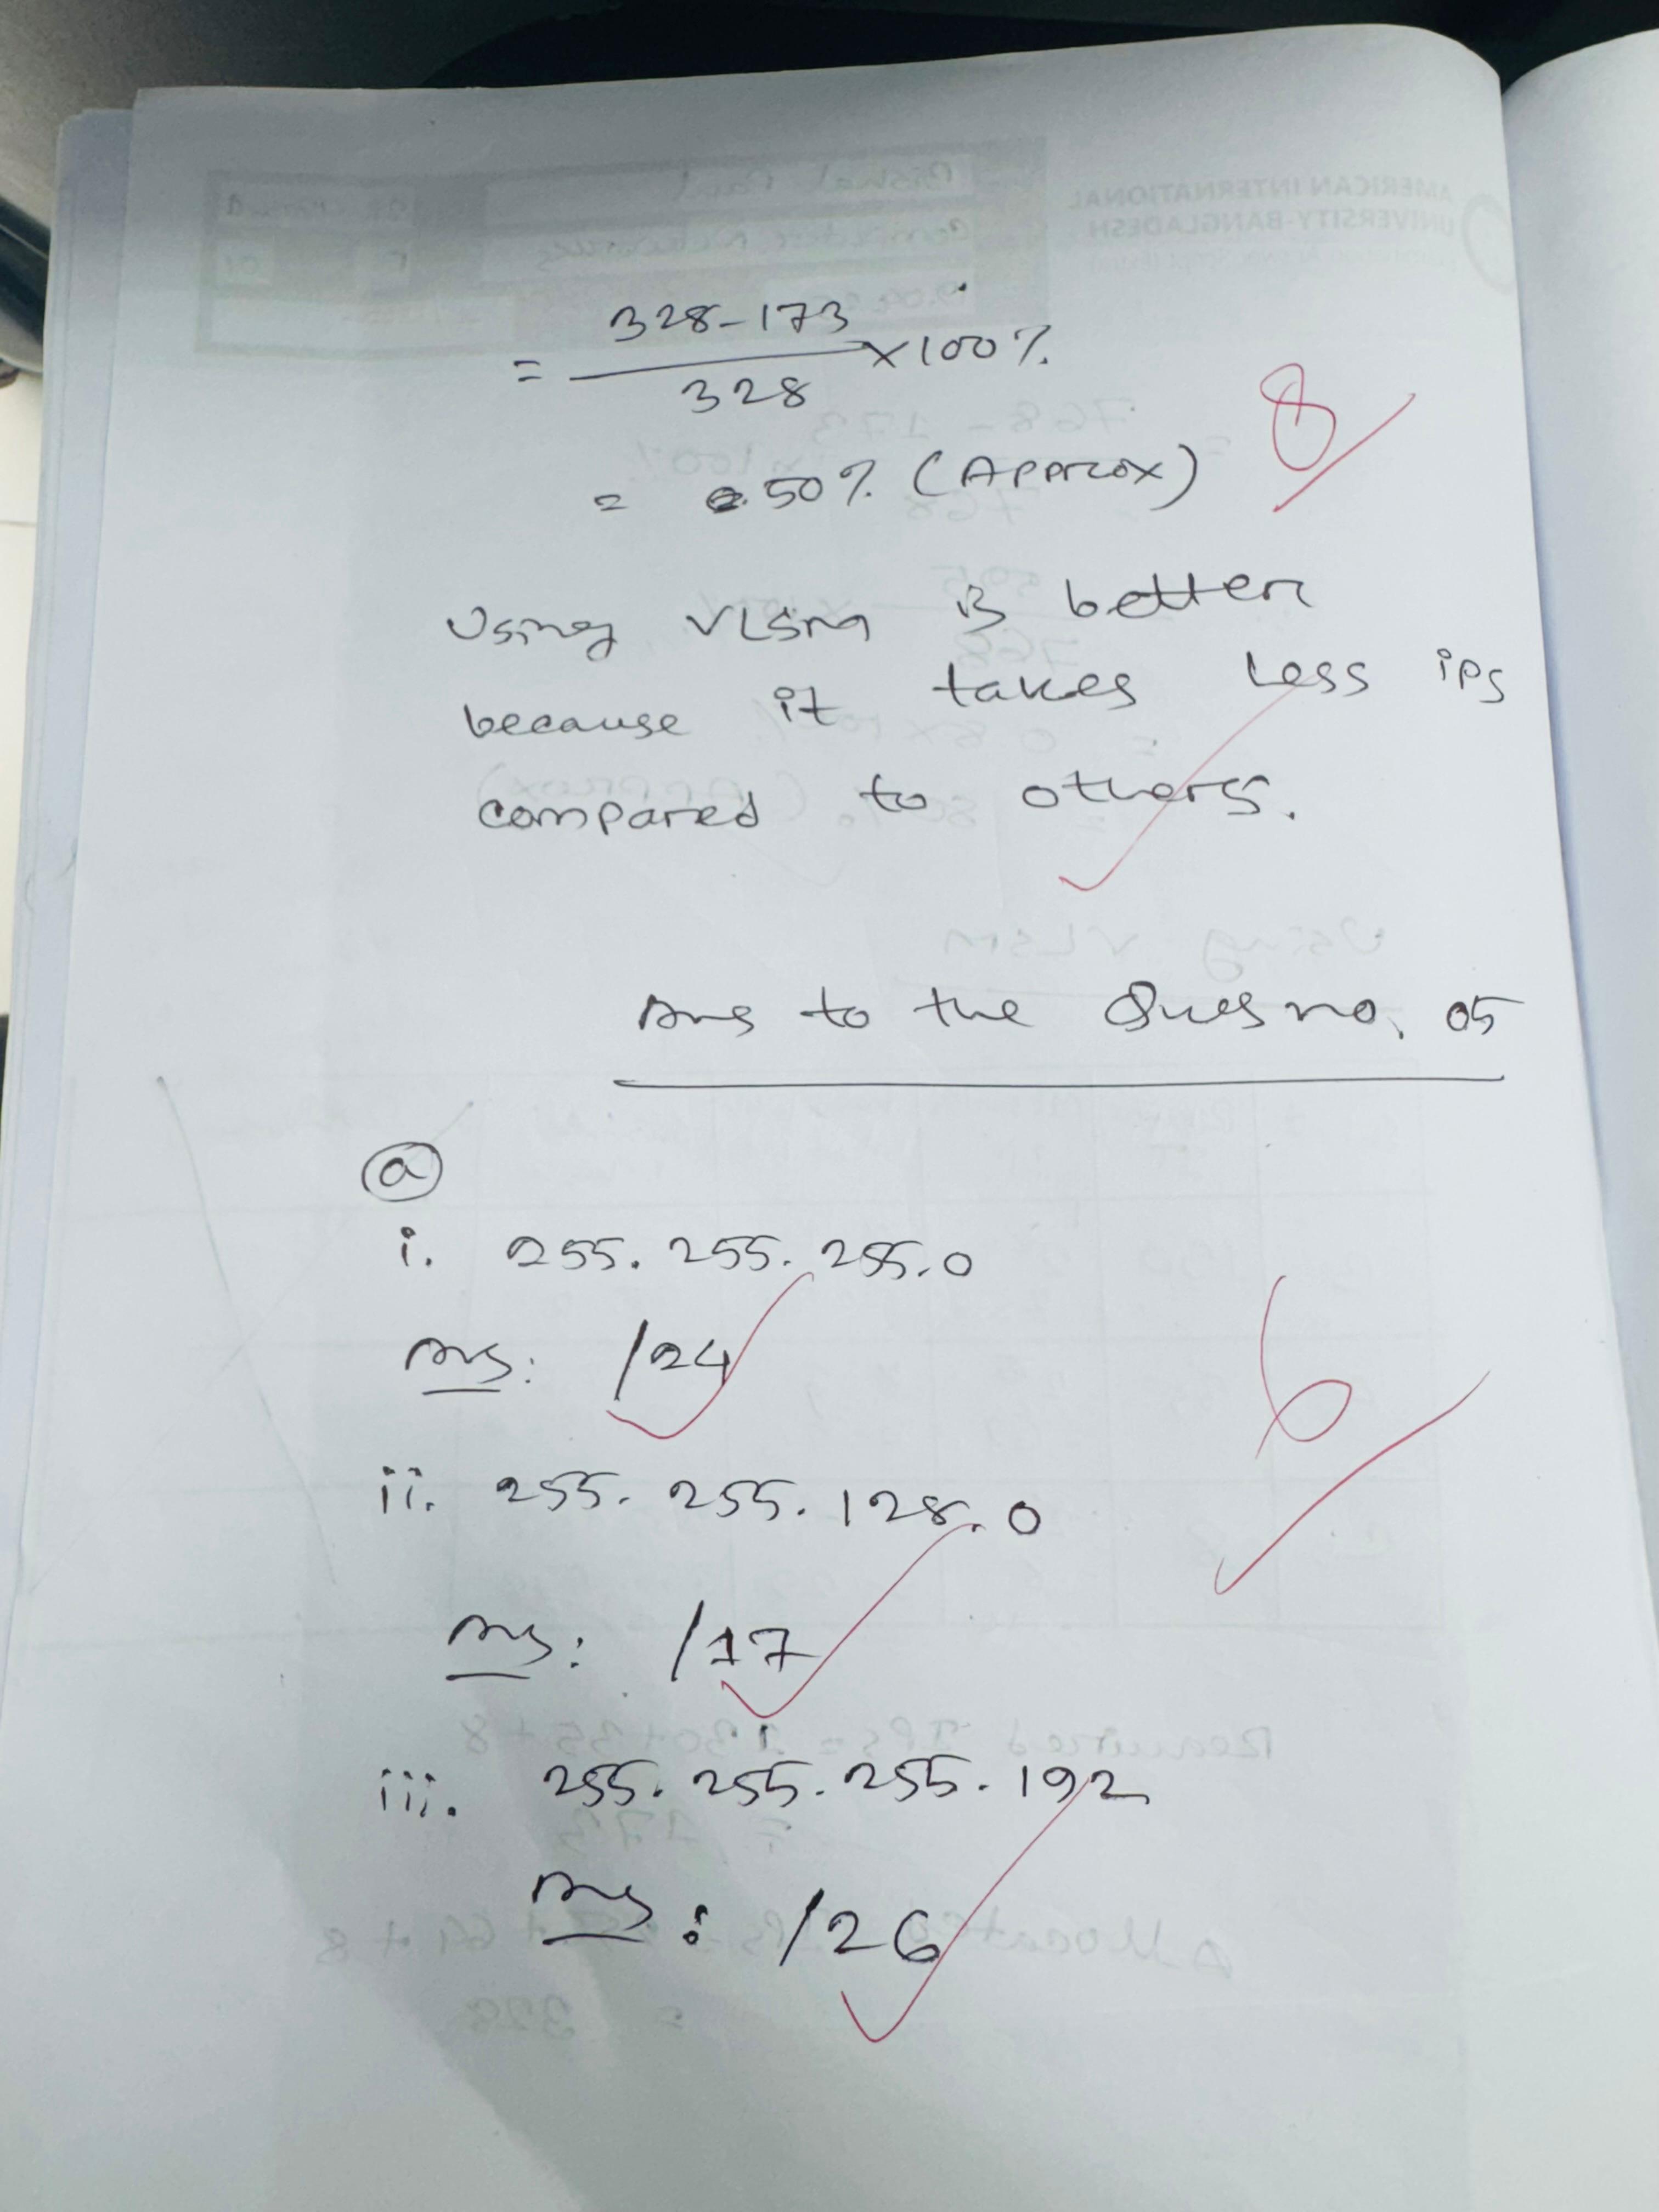 = 328-173 / 328 ×100%
= 50% (Approx)
8
Using VLSM is better
because it takes Less ips
compared to others.
Ans to the Ques no. 05
a
i. 255. 255. 255.0
Ans: /24
6
ii. 255. 255. 128. 0
Ans: /17
iii. 255. 255. 255. 192
Ans: /26